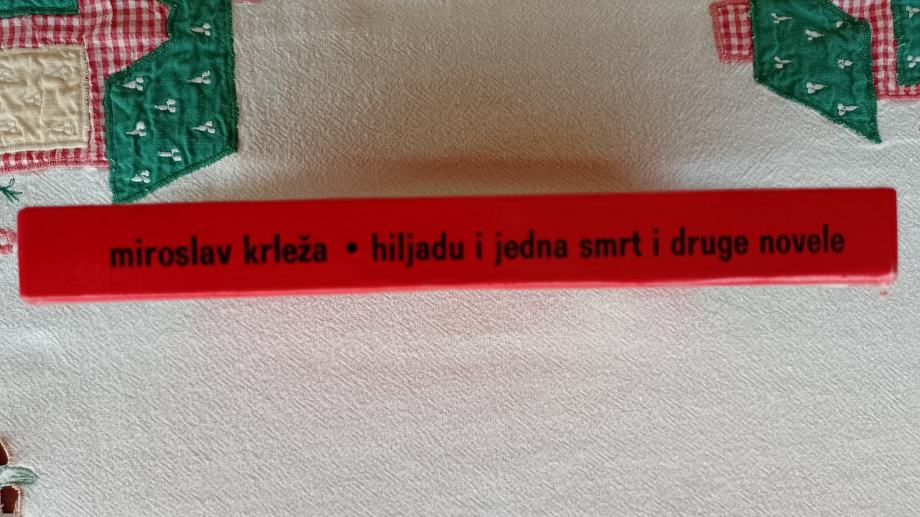 miroslav krleža • hiljadu i jedna smrt i druge novele